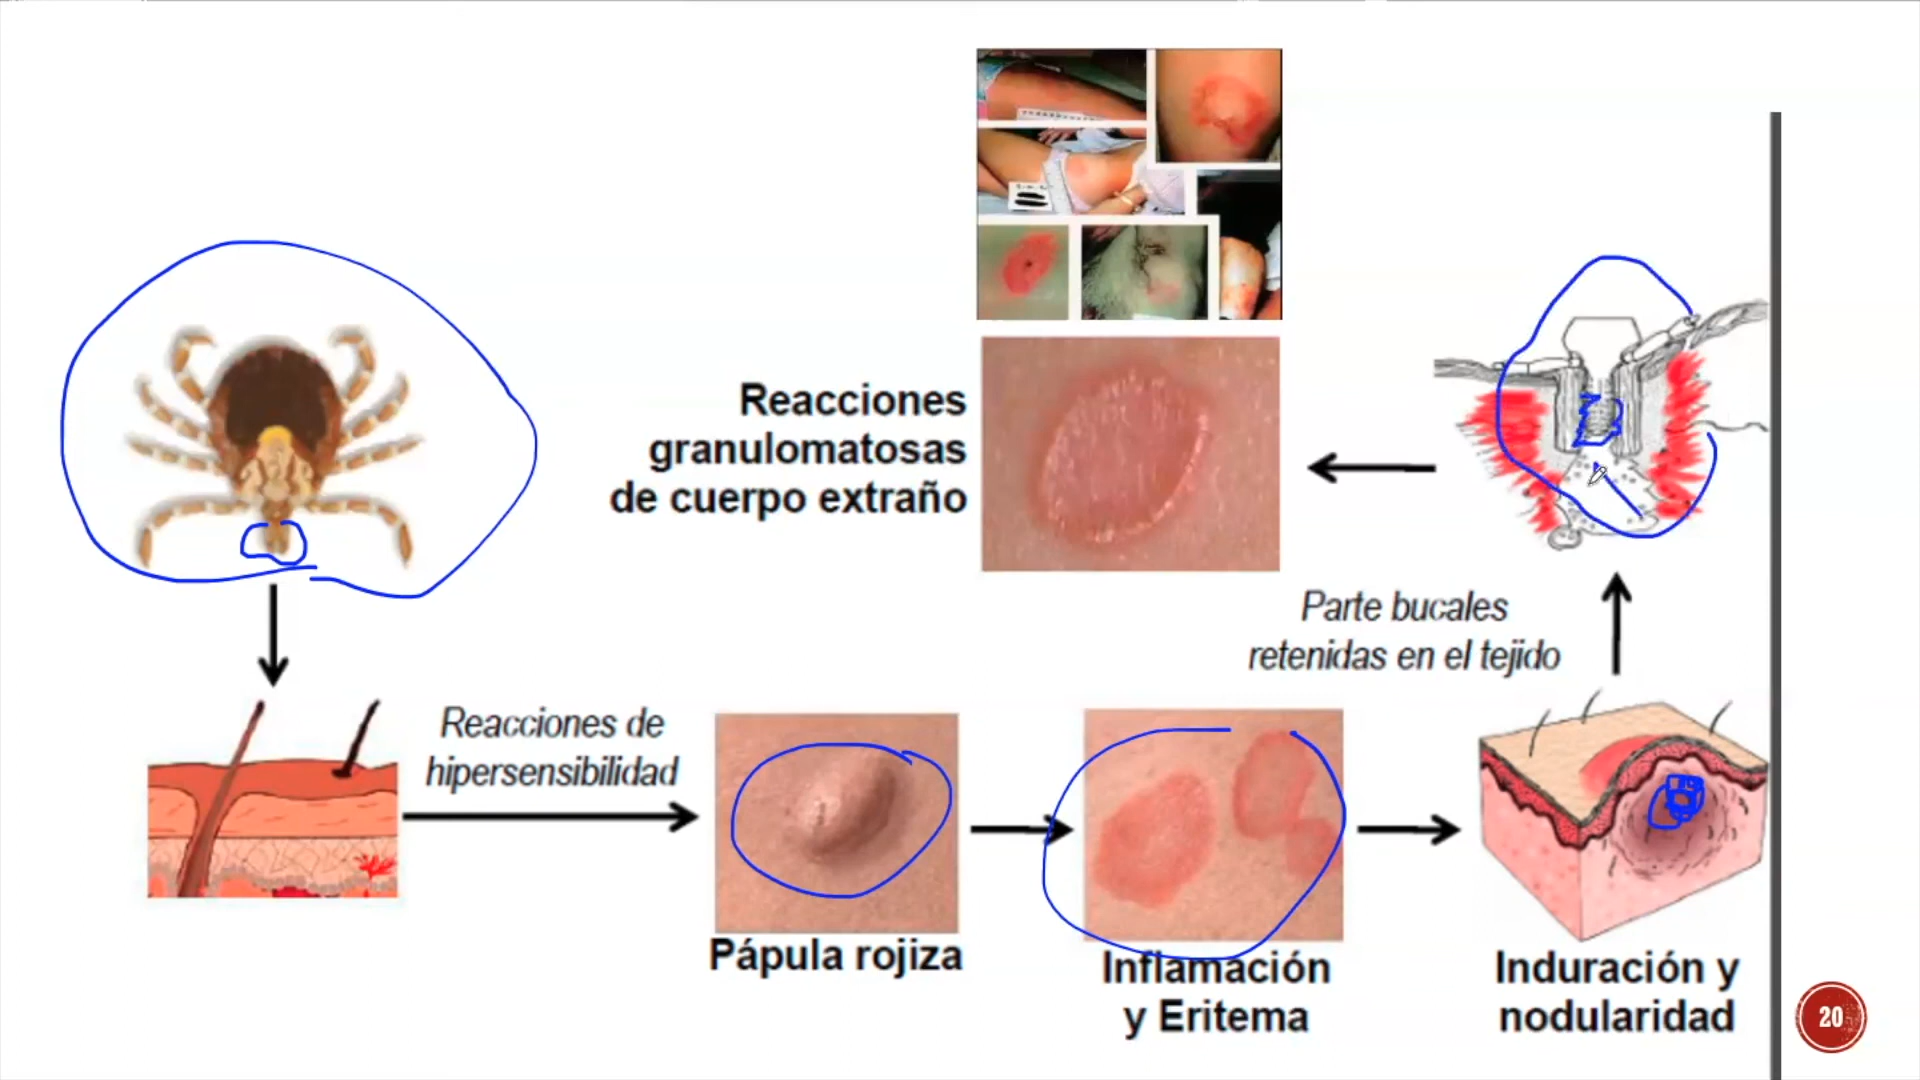 Reacciones
granulomatosas
de cuerpo extraño
Parte bucales
retenidas en el tejido
Reacciones de
hipersensibilidad
Pápula rojiza
Inflamación
y Eritema
Induración y
nodularidad
20